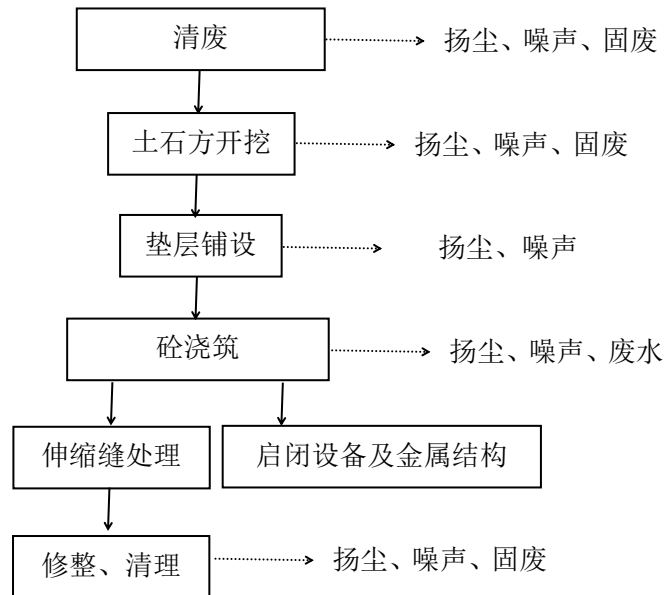 清废
扬尘、噪声、固废
土石方开挖
扬尘、噪声、固废
垫层铺设
扬尘、噪声
砼浇筑
扬尘、噪声、废水
伸缩缝处理
启闭设备及金属结构
修整、清理
扬尘、噪声、固废